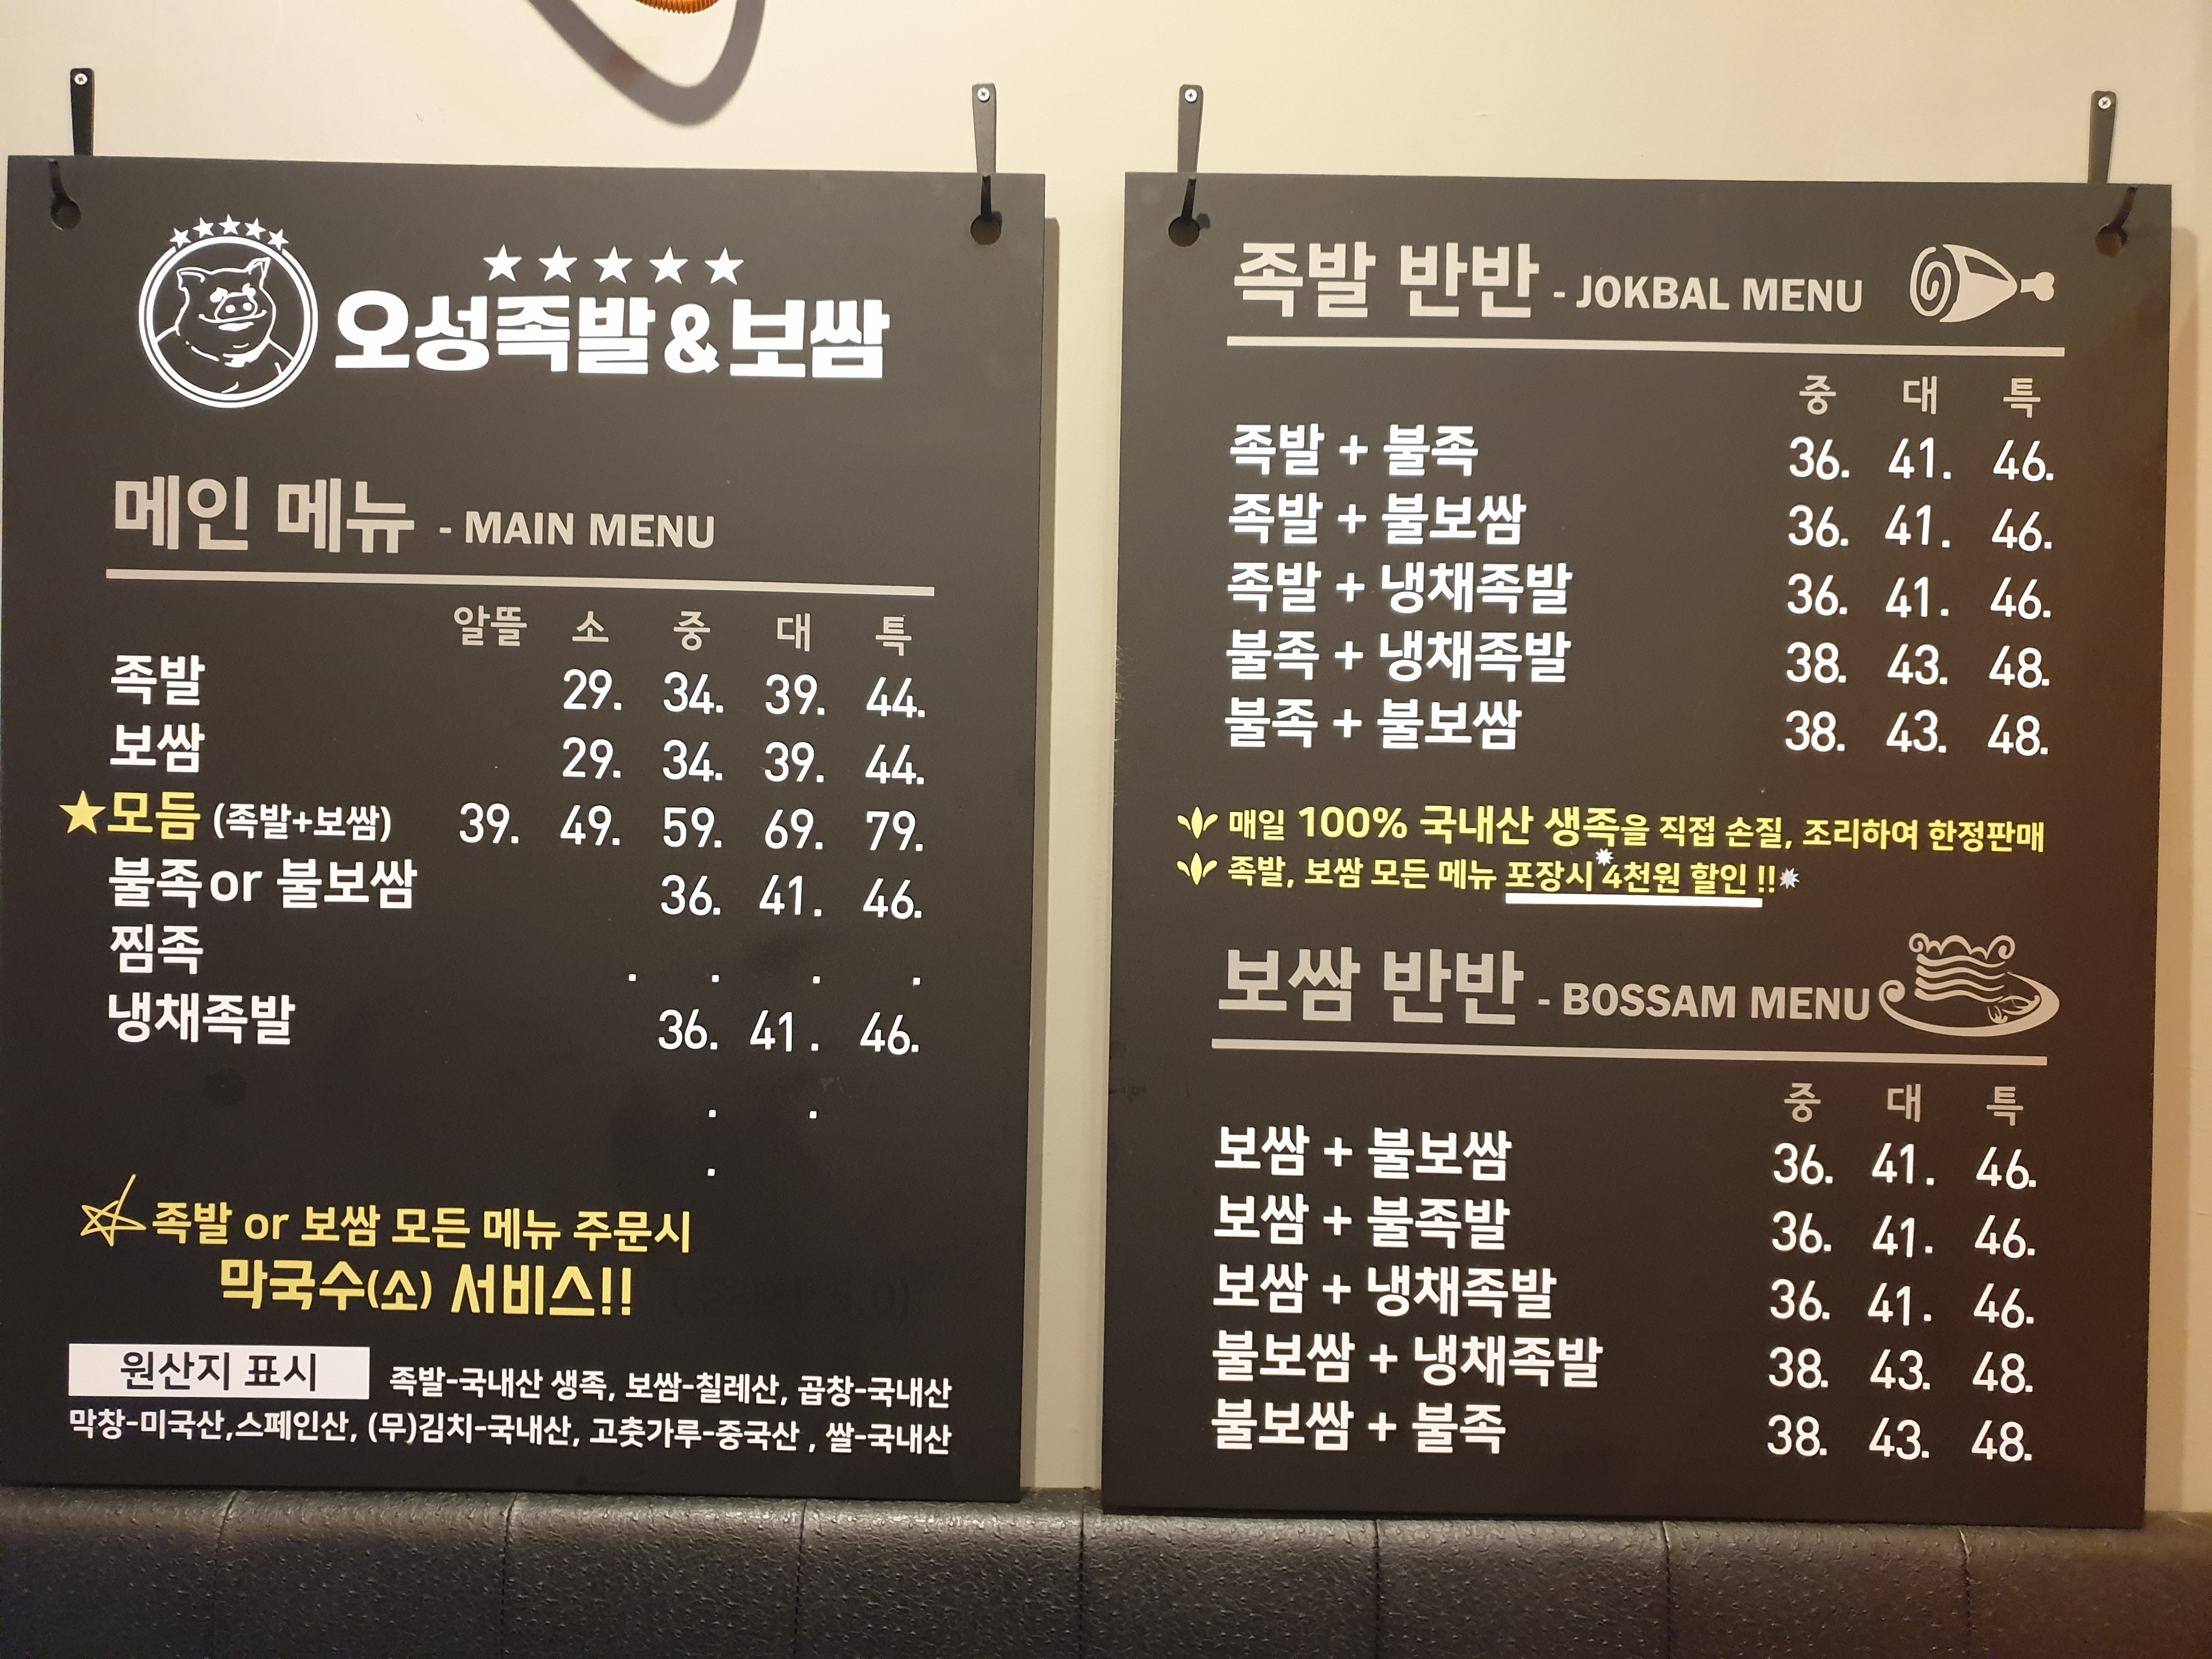 ★★★★★
오성족발&보쌈
메인 메뉴 - MAIN MENU
알뜰 소 중 대 특
족발 29. 34. 39. 44.
보쌈 29. 34. 39. 44.
★모듬 (족발+보쌈) 39. 49. 59. 69. 79.
불족 or 불보쌈 36. 41. 46.
찜족 . . . .
냉채족발 36. 41. 46.
. .
.
족발 or 보쌈 모든 메뉴 주문시
막국수(소) 서비스!!
원산지 표시 족발-국내산 생족, 보쌈-칠레산, 곱창-국내산
막창-미국산,스페인산, (무)김치-국내산, 고춧가루-중국산 , 쌀-국내산
족발 반반 - JOKBAL MENU
중 대 특
족발 + 불족 36. 41. 46.
족발 + 불보쌈 36. 41. 46.
족발 + 냉채족발 36. 41. 46.
불족 + 냉채족발 38. 43. 48.
불족 + 불보쌈 38. 43. 48.
매일 100% 국내산 생족을 직접 손질, 조리하여 한정판매
족발, 보쌈 모든 메뉴 포장시 4천원 할인 !!
보쌈 반반 - BOSSAM MENU
중 대 특
보쌈 + 불보쌈 36. 41. 46.
보쌈 + 불족발 36. 41. 46.
보쌈 + 냉채족발 36. 41. 46.
불보쌈 + 냉채족발 38. 43. 48.
불보쌈 + 불족 38. 43. 48.